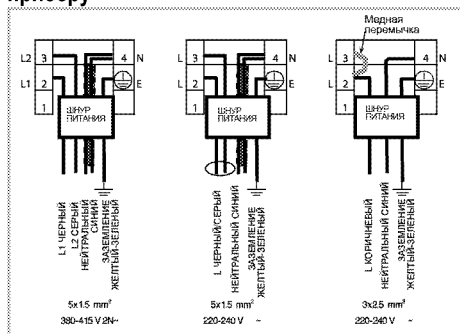 прибору
Медная
перемычка
L2 3 4 N
L1 2 E
1
ШНУР
ПИТАНИЯ
L1 ЧЕРНЫЙ
L2 СЕРЫЙ
НЕЙТРАЛЬНЫЙ
СИНИЙ
ЗАЗЕМЛЕНИЕ
ЖЕЛТЫЙ-ЗЕЛЕНЫЙ
5x1.5 mm²
380-415 V 2N~
L 3 4 N
L 2 E
1
ШНУР
ПИТАНИЯ
L ЧЕРНЫЙ/СЕРЫЙ
НЕЙТРАЛЬНЫЙ СИНИЙ
ЗАЗЕМЛЕНИЕ
ЖЕЛТЫЙ-ЗЕЛЕНЫЙ
5x1.5 mm²
220-240 V ~
L 3 4 N
L 2 E
1
ШНУР
ПИТАНИЯ
L КОРИЧНЕВЫЙ
НЕЙТРАЛЬНЫЙ СИНИЙ
ЗАЗЕМЛЕНИЕ
ЖЕЛТЫЙ-ЗЕЛЕНЫЙ
3x2.5 mm²
220-240 V ~